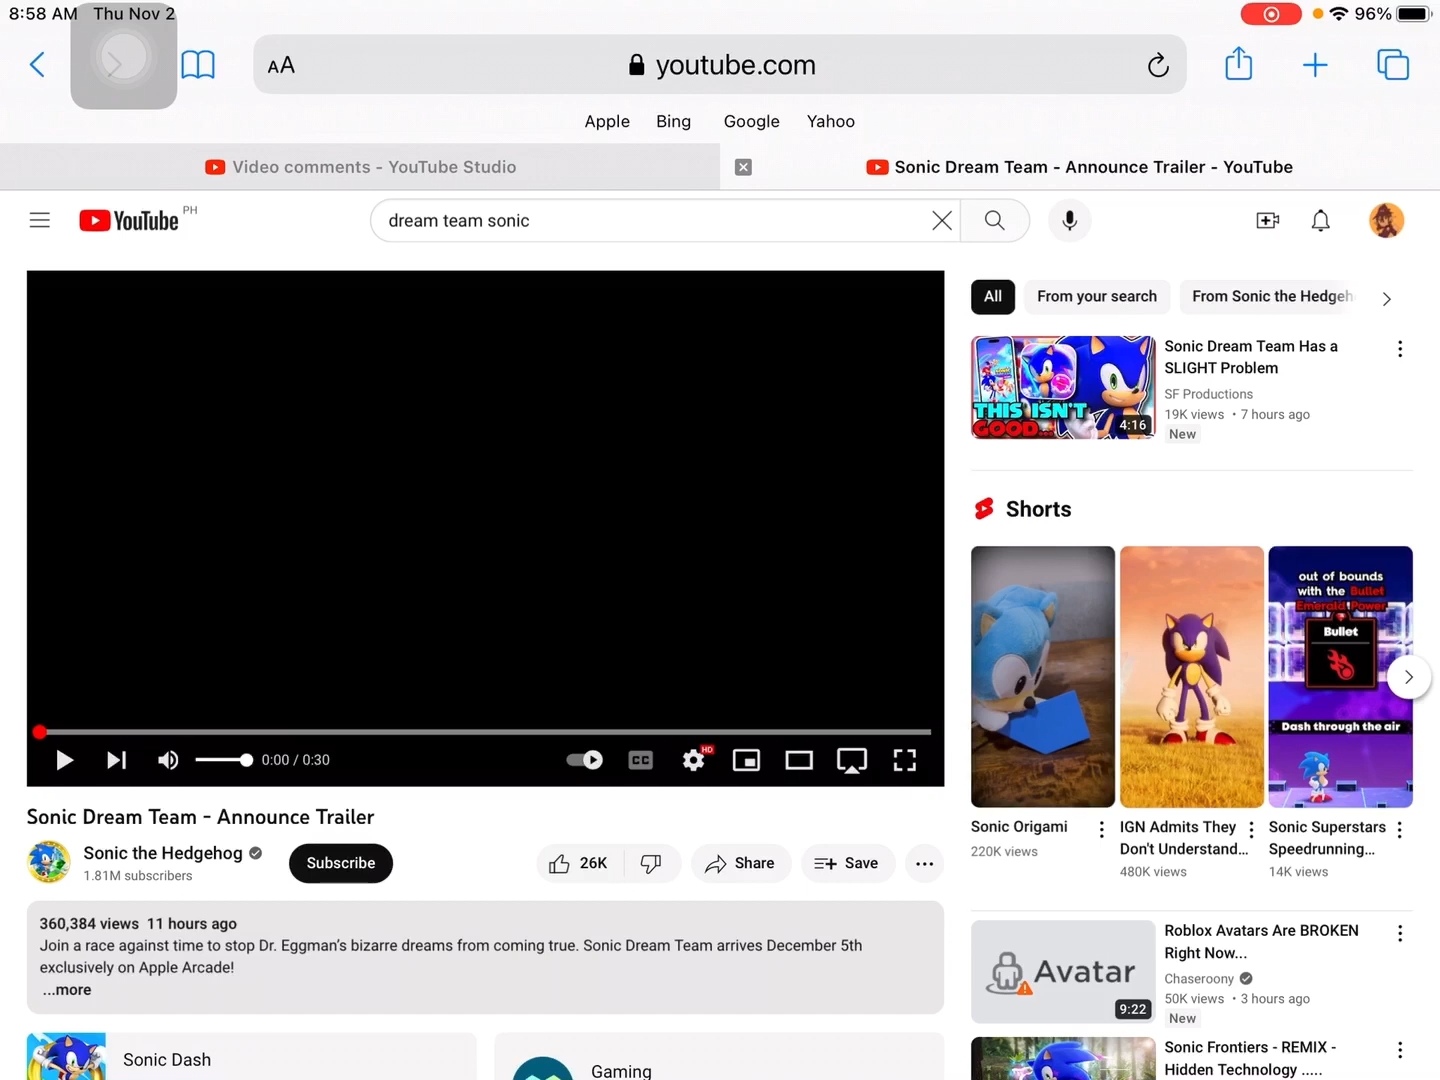 8:58 AM Thu Nov 2
96%
AA
youtube.com
Apple Bing Google Yahoo
Video comments - YouTube Studio
Sonic Dream Team - Announce Trailer - YouTube
YouTube PH
dream team sonic
0:00 / 0:30
CC
HD
Sonic Dream Team - Announce Trailer
Sonic the Hedgehog
1.81M subscribers
Subscribe
26K
Share
Save
360,384 views 11 hours ago
Join a race against time to stop Dr. Eggman's bizarre dreams from coming true. Sonic Dream Team arrives December 5th
exclusively on Apple Arcade!
...more
Sonic Dash
Gaming
All
From your search
From Sonic the Hedgeh
THIS ISN'T
GOOD...
4:16
Sonic Dream Team Has a
SLIGHT Problem
SF Productions
19K views • 7 hours ago
New
Shorts
out of bounds
with the Bullet
Emerald Power
Bullet
Dash through the air
Sonic Origami
220K views
IGN Admits They
Don't Understand...
480K views
Sonic Superstars
Speedrunning...
14K views
Avatar
9:22
Roblox Avatars Are BROKEN
Right Now...
Chaseroony
50K views • 3 hours ago
New
Sonic Frontiers - REMIX -
Hidden Technology .....